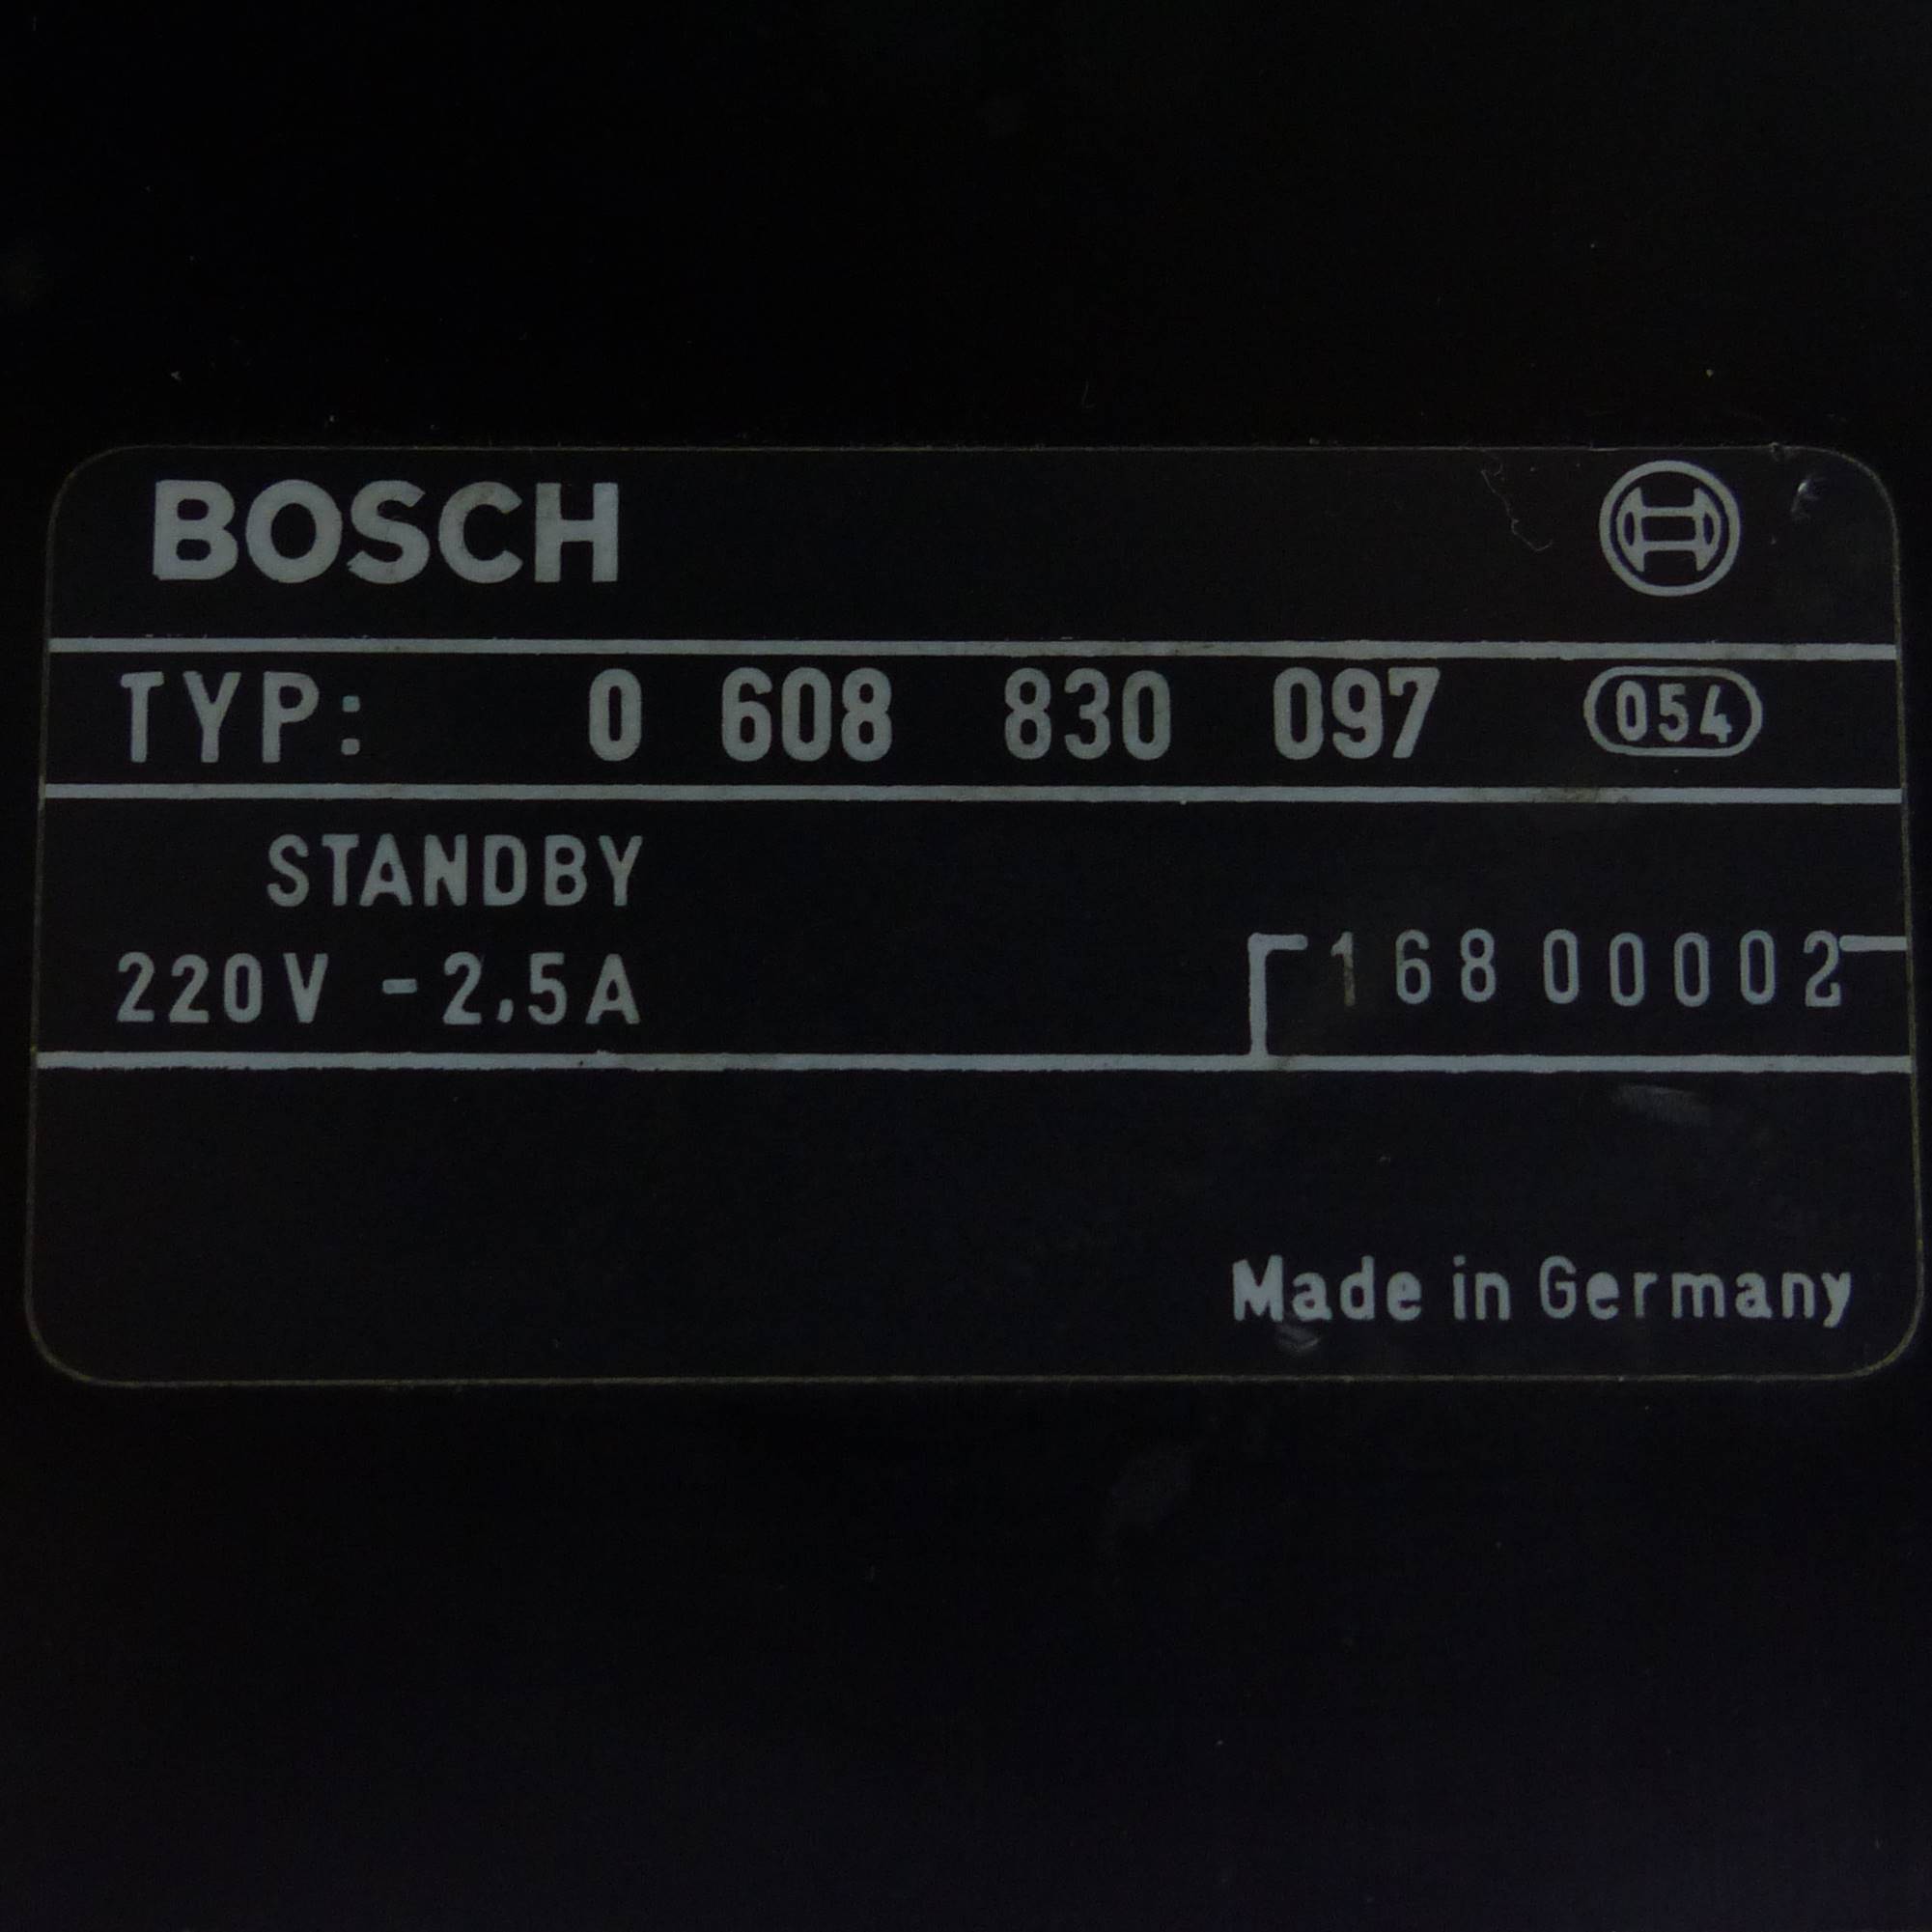 BOSCH
TYP: 0 608 830 097 054
STANDBY
220V - 2.5A
16800002
Made in Germany